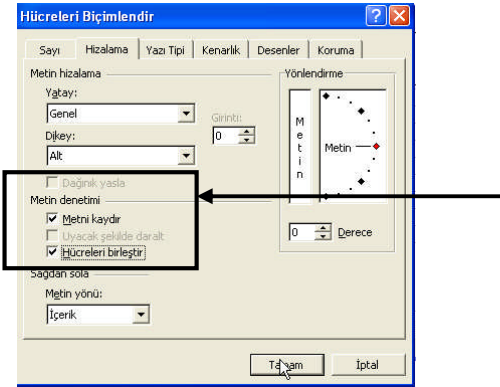 Hücreleri Biçimlendir
Sayı Hizalama Yazı Tipi Kenarlık Desenler Koruma
Metin hizalama
Yatay:
Genel
Girinti:
0
Dikey:
Alt
Dağınık yasla
Metin denetimi
Metni kaydır
Uyacak şekilde daralt
Hücreleri birleştir
Sağdan sola
Metin yönü:
İçerik
Yönlendirme
Metin
Metin
0 Derece
Tamam İptal